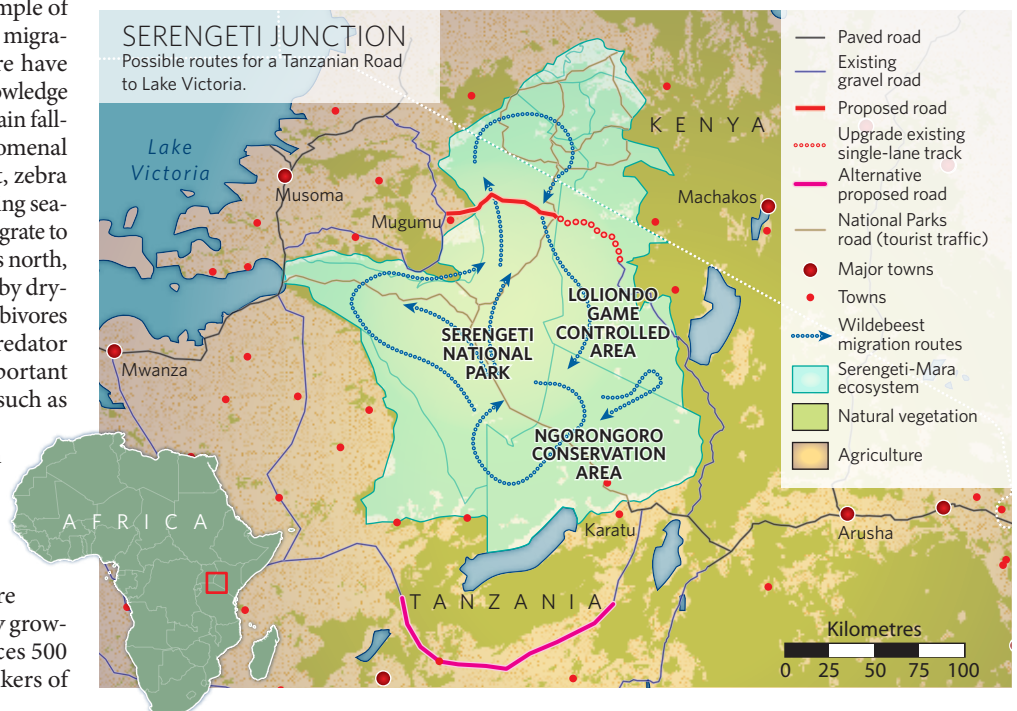 mple of
migra-
re have
owledge
ain fall-
omenal
t, zebra
ng sea-
grate to
s north,
by dry-
bivores
redator
portant
such as
re
y grow-
ces 500
kers of
SERENGETI JUNCTION
Possible routes for a Tanzanian Road
to Lake Victoria.
Lake
Victoria
Musoma
Mugumu
Mwanza
KENYA
Machakos
LOLIONDO
GAME
CONTROLLED
AREA
SERENGETI
NATIONAL
PARK
NGORONGORO
CONSERVATION
AREA
Karatu
Arusha
TANZANIA
AFRICA
Paved road
Existing
gravel road
Proposed road
Upgrade existing
single-lane track
Alternative
proposed road
National Parks
road (tourist traffic)
Major towns
Towns
Wildebeest
migration routes
Serengeti-Mara
ecosystem
Natural vegetation
Agriculture
Kilometres
0 25 50 75 100